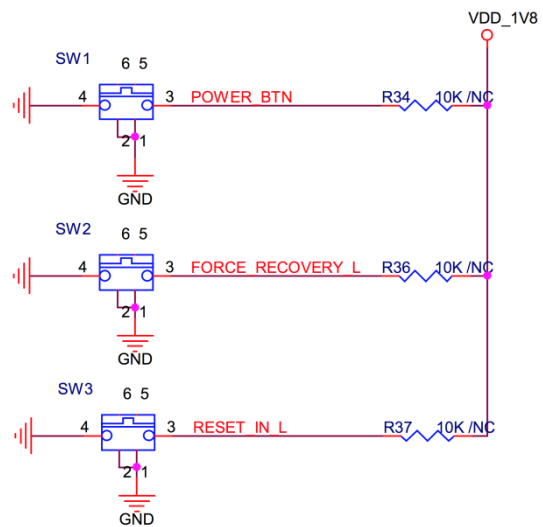 VDD_1V8
SW1
6 5
4
3
POWER_BTN
R34
10K /NC
2
1
GND
SW2
6 5
4
3
FORCE_RECOVERY_L
R36
10K /NC
2
1
GND
SW3
6 5
4
3
RESET_IN_L
R37
10K /NC
2
1
GND